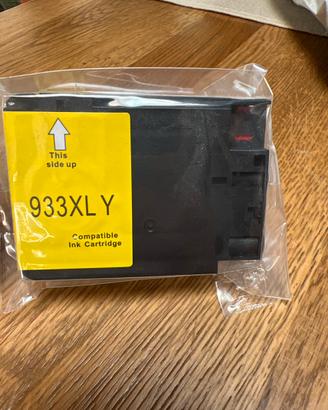 This
side up
933XL Y
Compatible
Ink Cartridge